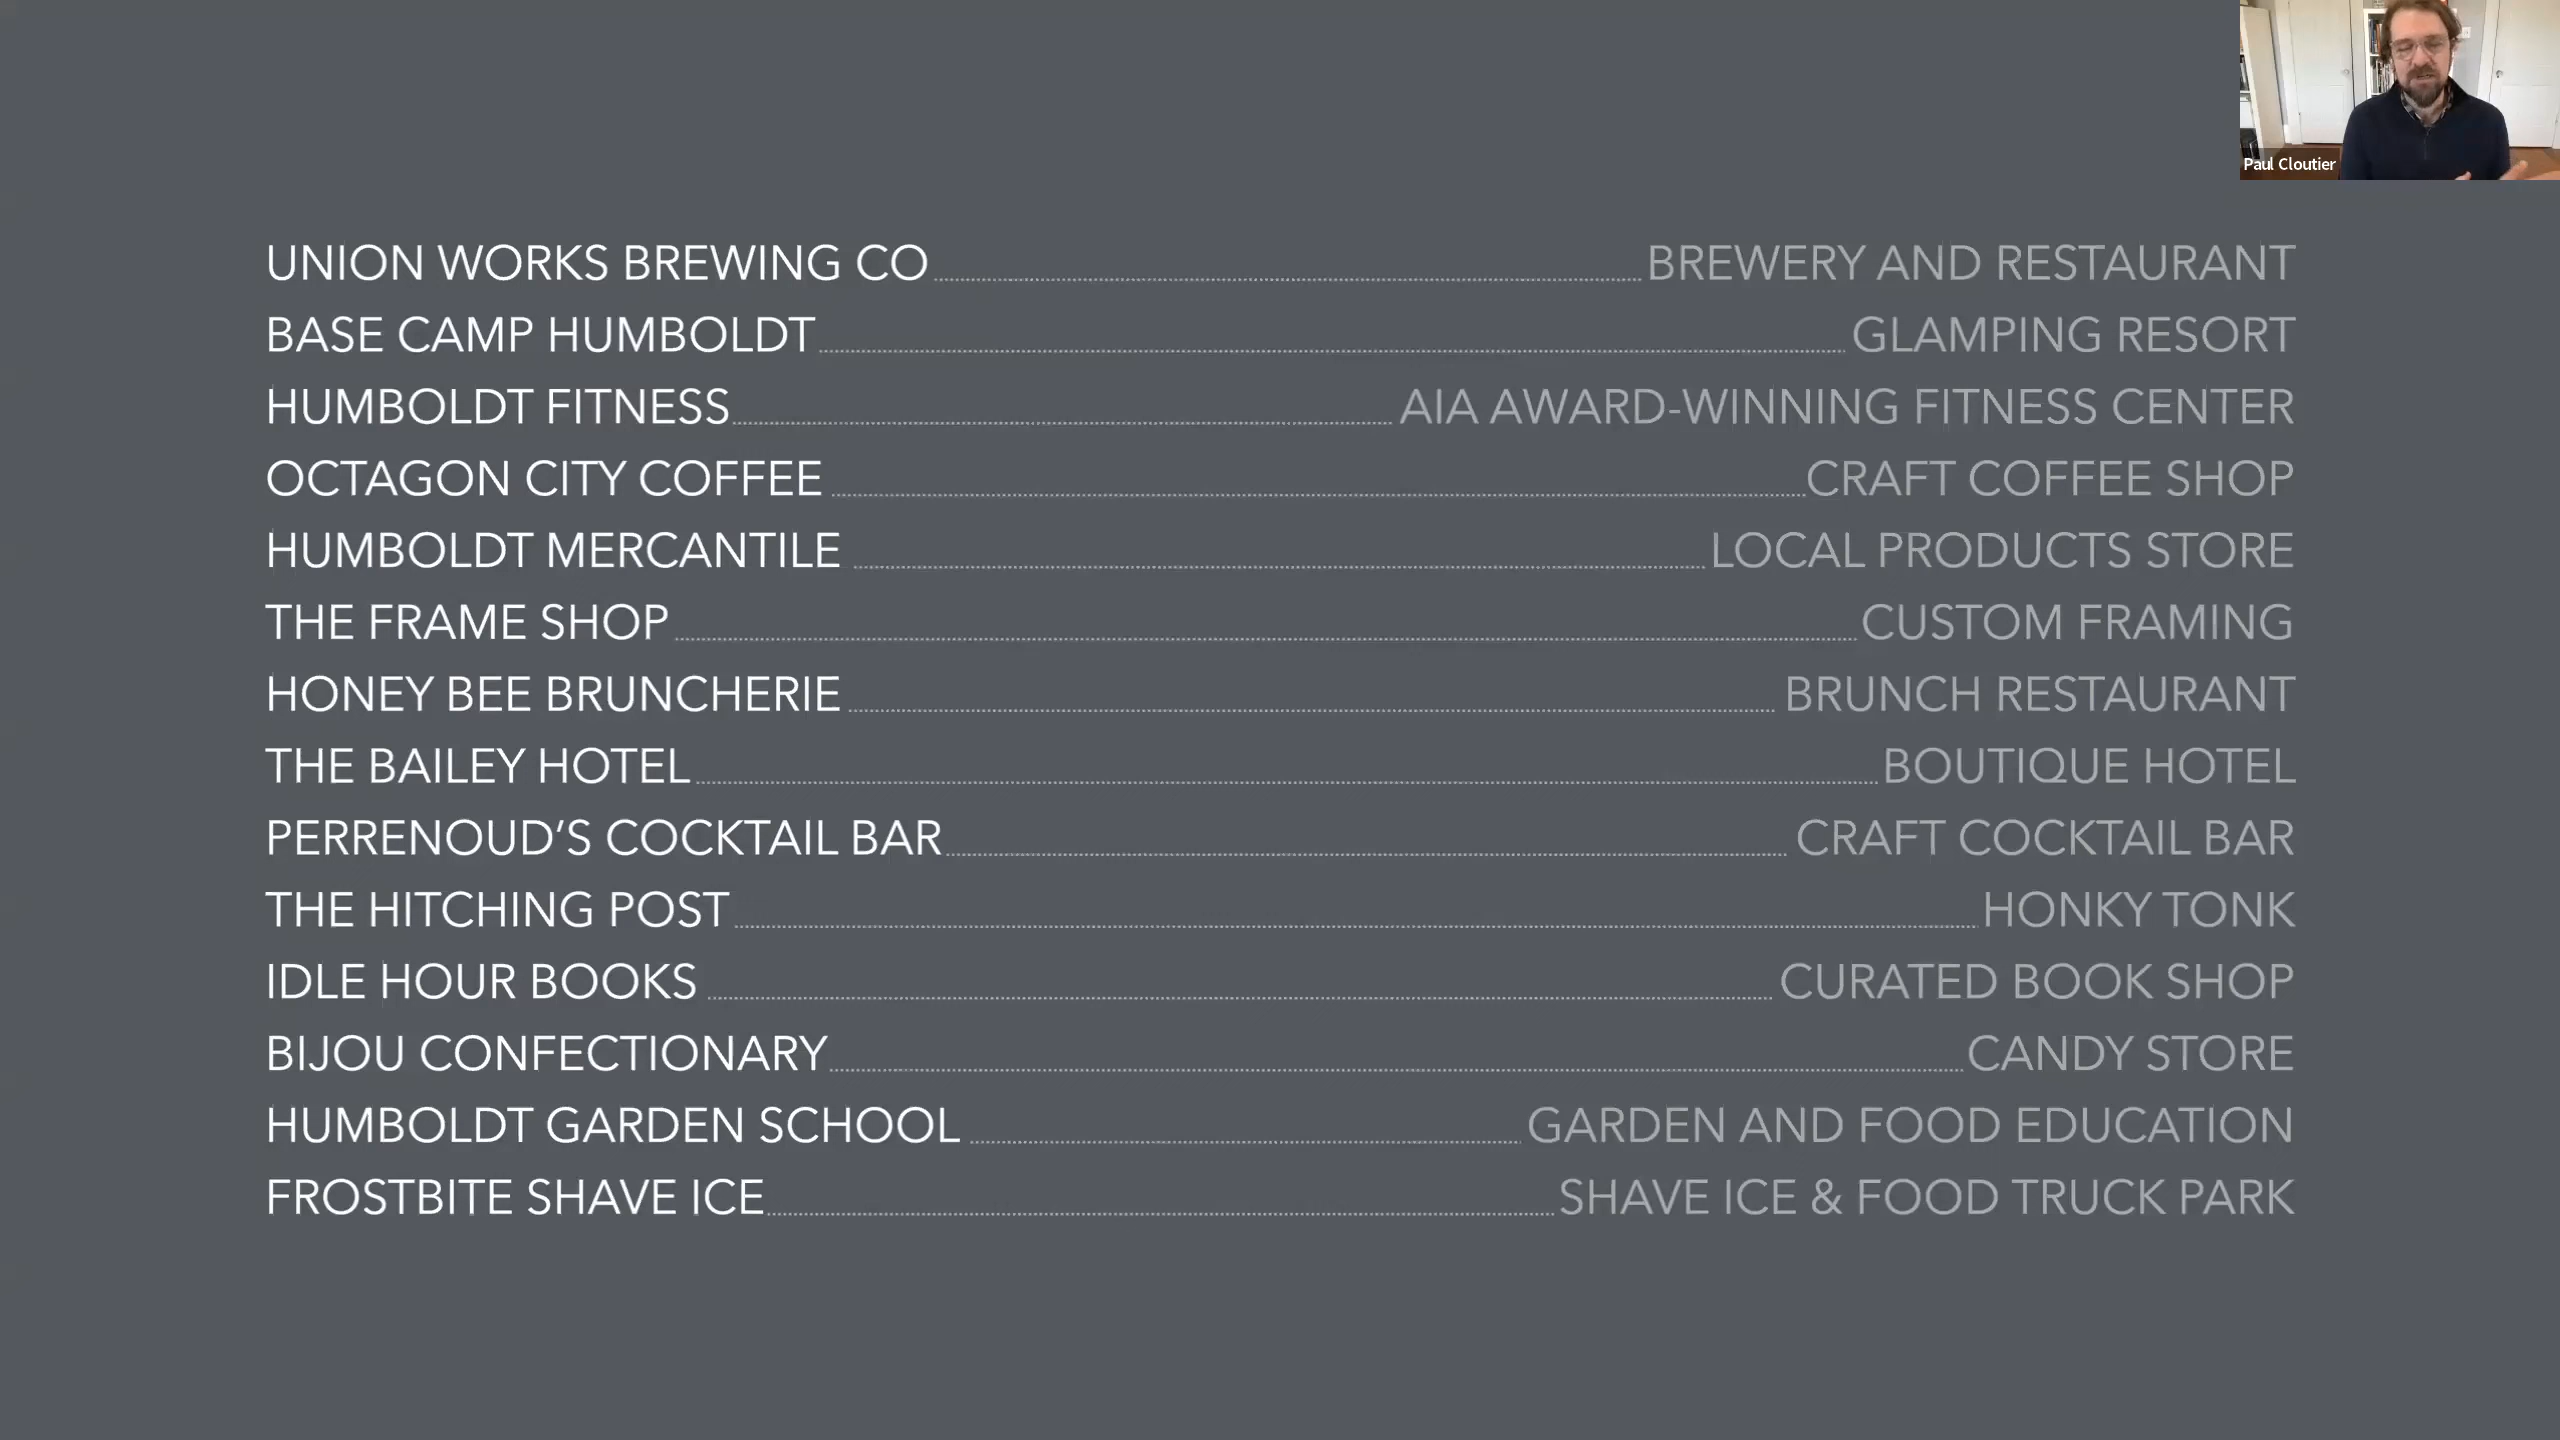 Paul Cloutier
UNION WORKS BREWING CO BREWERY AND RESTAURANT
BASE CAMP HUMBOLDT GLAMPING RESORT
HUMBOLDT FITNESS AIA AWARD-WINNING FITNESS CENTER
OCTAGON CITY COFFEE CRAFT COFFEE SHOP
HUMBOLDT MERCANTILE LOCAL PRODUCTS STORE
THE FRAME SHOP CUSTOM FRAMING
HONEY BEE BRUNCHERIE BRUNCH RESTAURANT
THE BAILEY HOTEL BOUTIQUE HOTEL
PERRENOUD’S COCKTAIL BAR CRAFT COCKTAIL BAR
THE HITCHING POST HONKY TONK
IDLE HOUR BOOKS CURATED BOOK SHOP
BIJOU CONFECTIONARY CANDY STORE
HUMBOLDT GARDEN SCHOOL GARDEN AND FOOD EDUCATION
FROSTBITE SHAVE ICE SHAVE ICE & FOOD TRUCK PARK